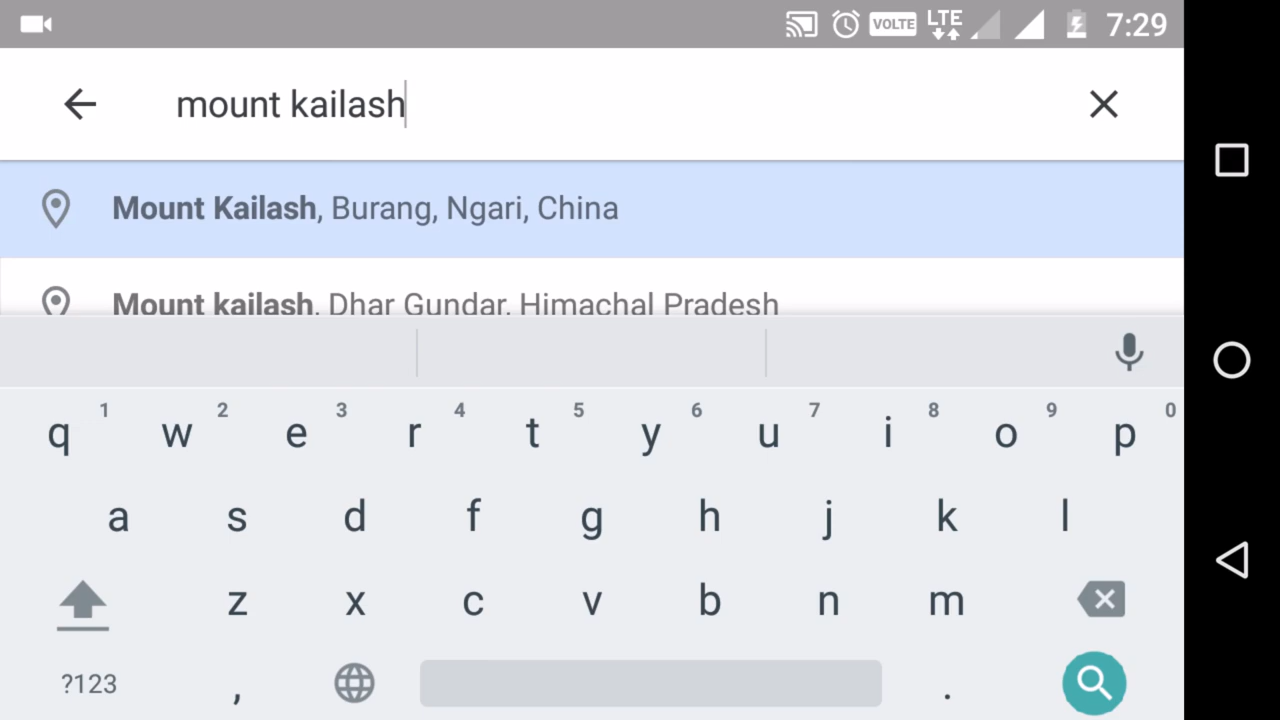 VOLTE LTE 7:29
mount kailash
Mount Kailash, Burang, Ngari, China
Mount kailash, Dhar Gundar, Himachal Pradesh
1 2 3 4 5 6 7 8 9 0
q w e r t y u i o p
a s d f g h j k l
z x c v b n m
?123 , .